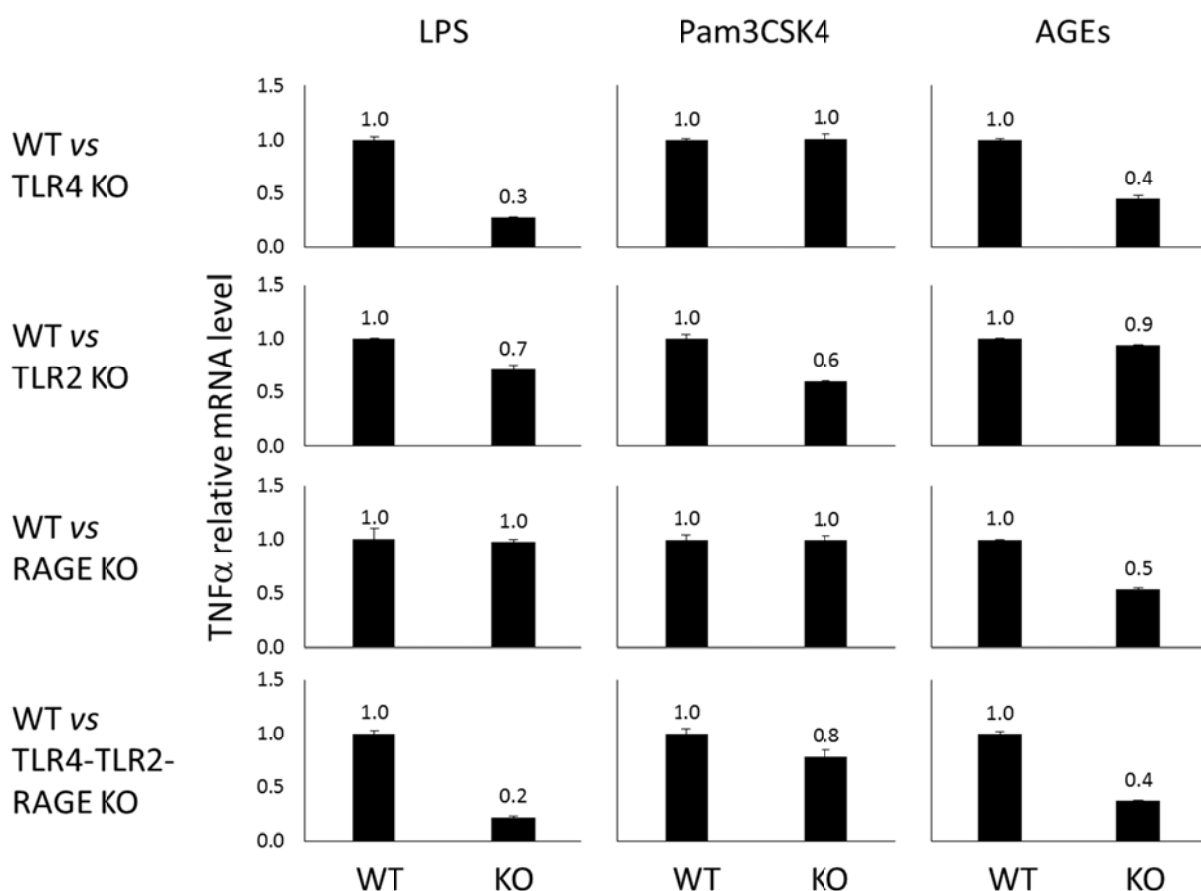 LPS Pam3CSK4 AGEs
TNFα relative mRNA level
WT vs
TLR4 KO
1.5
1.0
0.5
0.0
1.0 0.3
1.0 1.0
1.0 0.4
WT vs
TLR2 KO
1.5
1.0
0.5
0.0
1.0 0.7
1.0 0.6
1.0 0.9
WT vs
RAGE KO
1.5
1.0
0.5
0.0
1.0 1.0
1.0 1.0
1.0 0.5
WT vs
TLR4-TLR2-
RAGE KO
1.5
1.0
0.5
0.0
1.0 0.2
1.0 0.8
1.0 0.4
WT KO WT KO WT KO